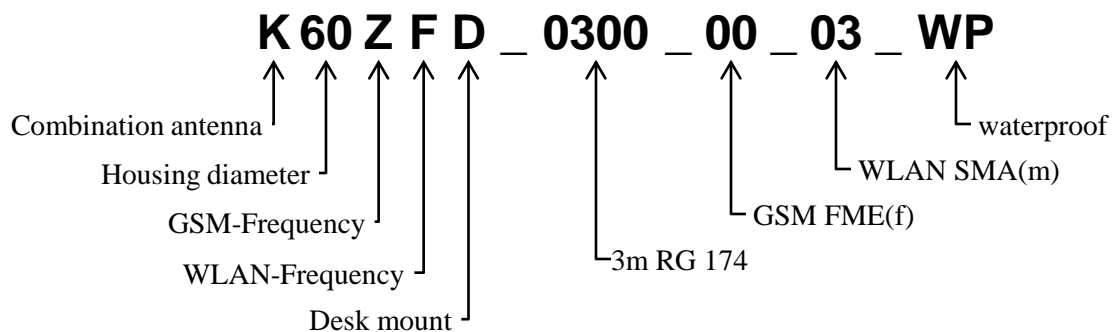 K 60 Z F D _ 0300 _ 00 _ 03 _ WP
Combination antenna
waterproof
Housing diameter
WLAN SMA(m)
GSM-Frequency
GSM FME(f)
WLAN-Frequency
3m RG 174
Desk mount